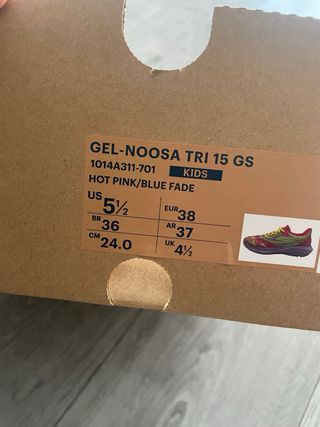 GEL-NOOSA TRI 15 GS
1014A311-701 KIDS
HOT PINK/BLUE FADE
US 5½ EUR 38
BR 36 AR 37
CM 24.0 UK 4½